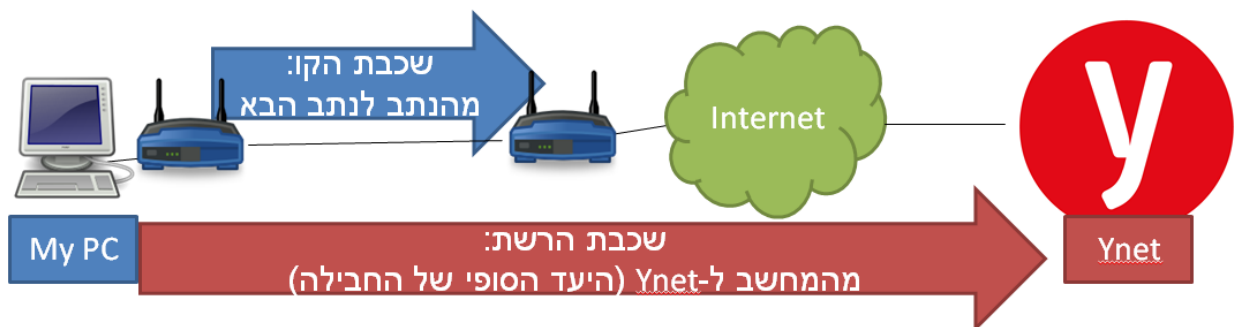 שכבת הקו:
מהנתב לנתב הבא
Internet
y
My PC
שכבת הרשת:
מהמחשב ל-Ynet (היעד הסופי של החבילה)
Ynet